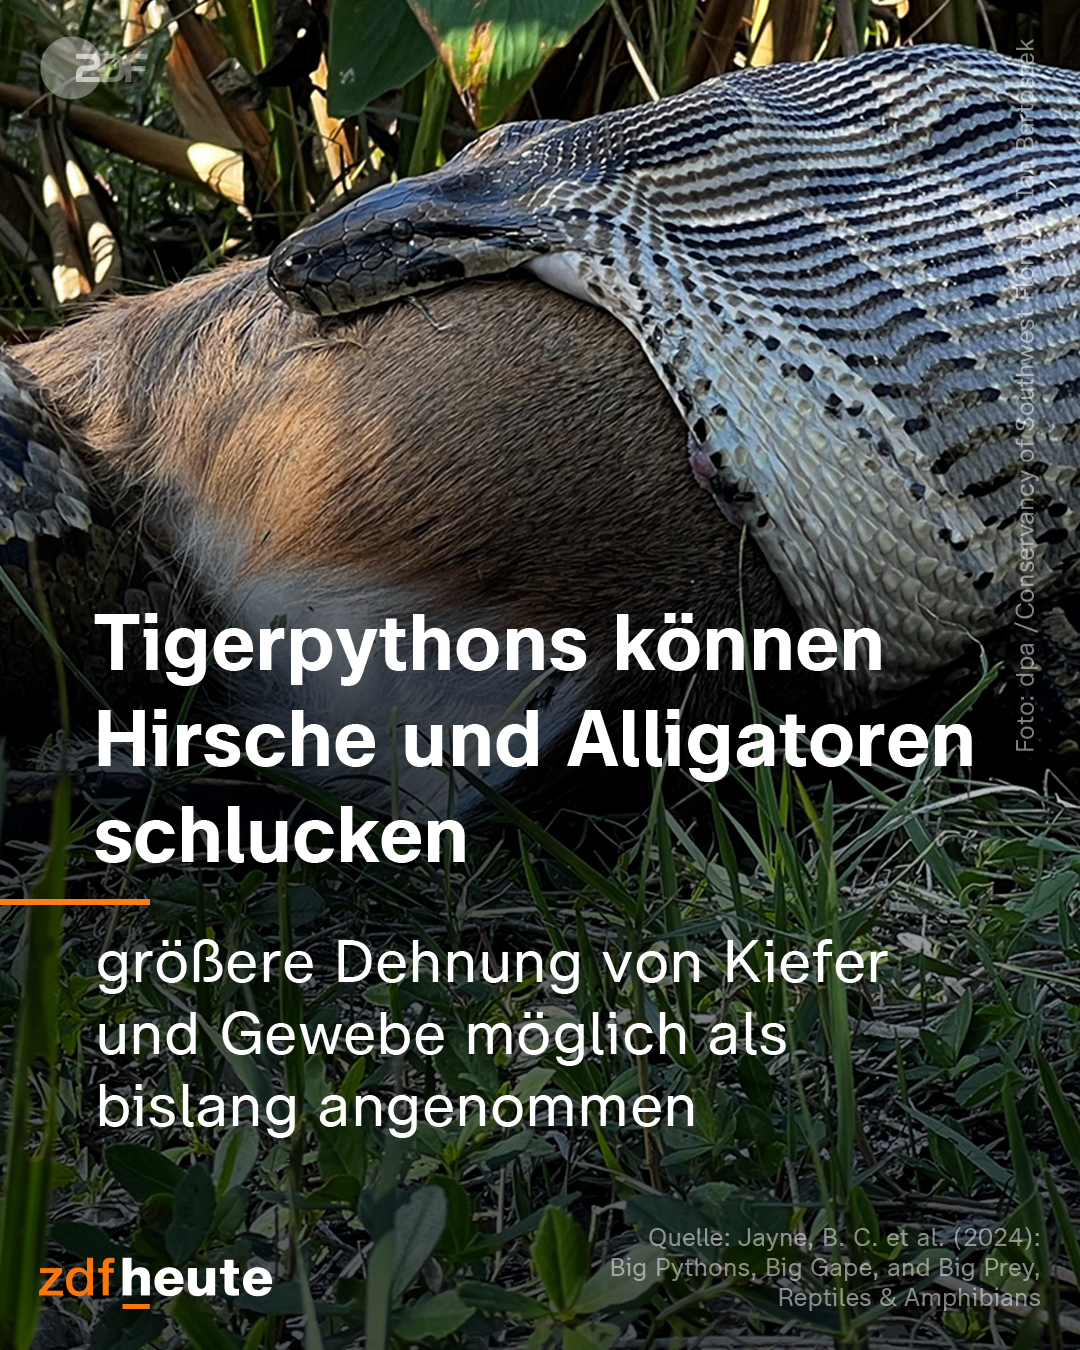 ZDF
Foto: dpa / Conservancy of Southwest Florida / Ian Bartoszek
Tigerpythons können
Hirsche und Alligatoren
schlucken
größere Dehnung von Kiefer
und Gewebe möglich als
bislang angenommen
zdfheute
Quelle: Jayne, B. C. et al. (2024):
Big Pythons, Big Gape, and Big Prey,
Reptiles & Amphibians